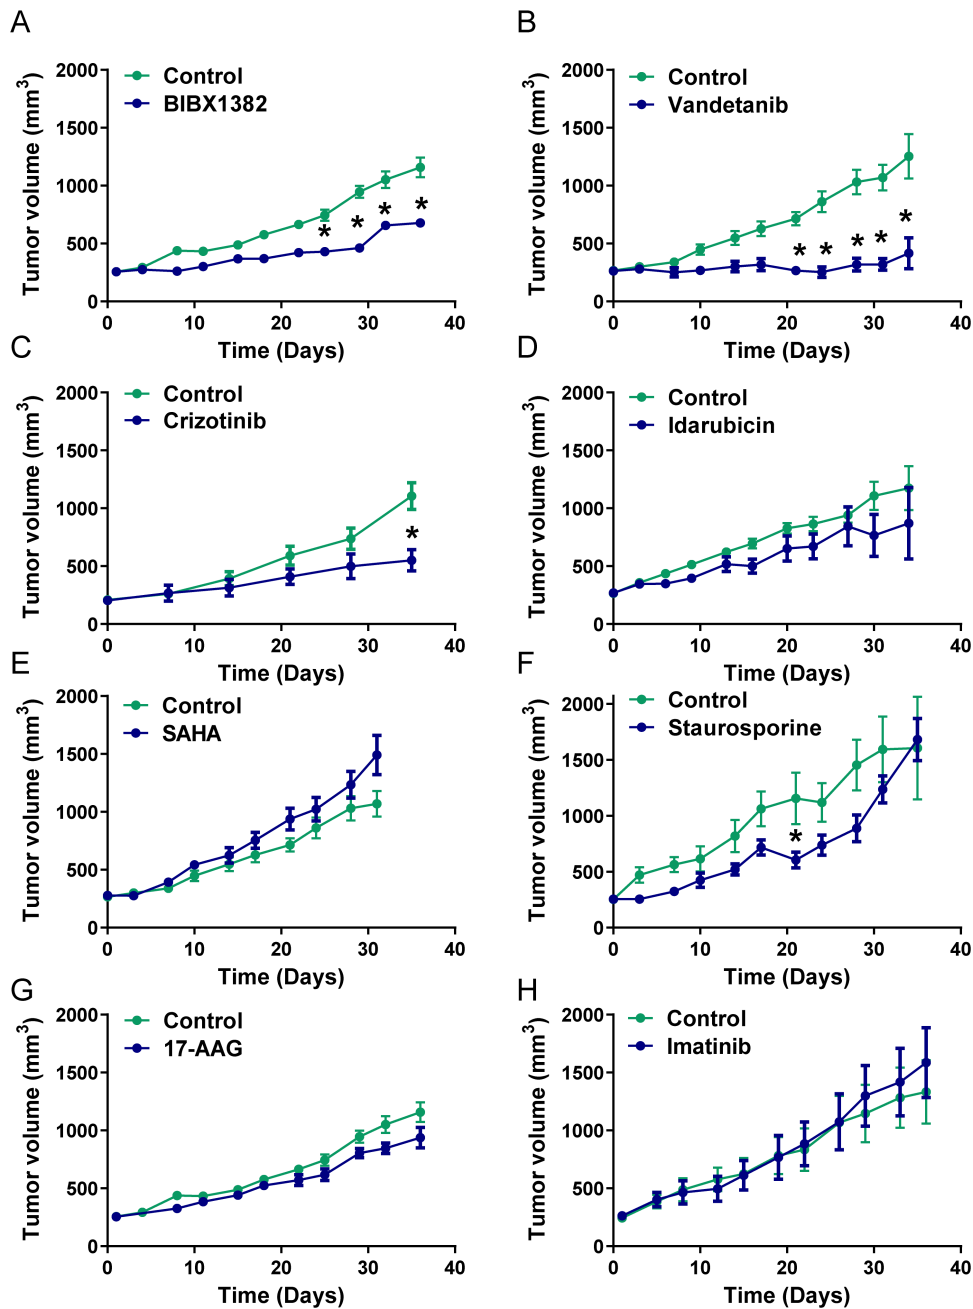 A
B
Tumor volume (mm³)
2000
1500
1000
500
0
Control
BIBX1382
*
*
*
*
0
10
20
30
40
Time (Days)
Tumor volume (mm³)
2000
1500
1000
500
0
Control
Vandetanib
*
*
*
*
*
0
10
20
30
40
Time (Days)
C
D
Tumor volume (mm³)
2000
1500
1000
500
0
Control
Crizotinib
*
0
10
20
30
40
Time (Days)
Tumor volume (mm³)
2000
1500
1000
500
0
Control
Idarubicin
0
10
20
30
40
Time (Days)
E
F
Tumor volume (mm³)
2000
1500
1000
500
0
Control
SAHA
0
10
20
30
40
Time (Days)
Tumor volume (mm³)
2000
1500
1000
500
0
Control
Staurosporine
*
0
10
20
30
40
Time (Days)
G
H
Tumor volume (mm³)
2000
1500
1000
500
0
Control
17-AAG
0
10
20
30
40
Time (Days)
Tumor volume (mm³)
2000
1500
1000
500
0
Control
Imatinib
0
10
20
30
40
Time (Days)